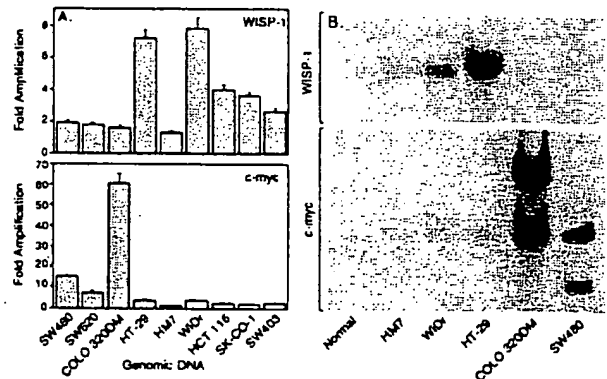 A.
WISP-1
Fold Amplification
8
6
4
2
0
c-myc
Fold Amplification
70
60
50
40
30
20
10
0
SW480
SW620
COLO 320DM
HT-29
HM7
WiDr
HCT 116
SK-CO-1
SW403
Genomic DNA
B.
WISP-1
c-myc
Normal
HM7
WiDr
HT-29
COLO 320DM
SW480